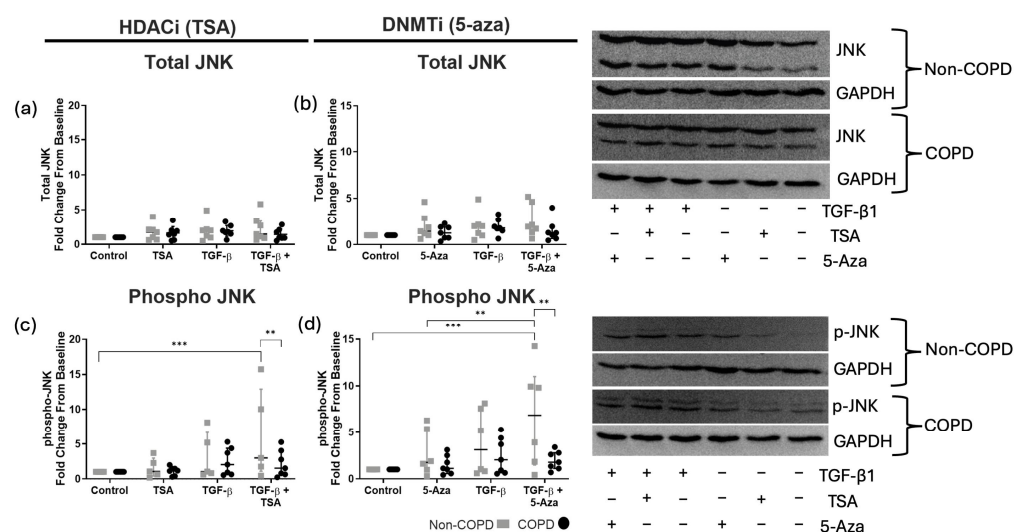 HDACi (TSA) DNMTi (5-aza)
Total JNK Total JNK
(a) (b)
Total JNK
Fold Change From Baseline
20
15
10
5
0
Control TSA TGF-β TGF-β +
TSA
Total JNK
Fold Change From Baseline
15
10
5
0
Control 5-Aza TGF-β TGF-β +
5-Aza
Phospho JNK Phospho JNK
(c) (d)
phospho-JNK
Fold Change From Baseline
20
15
10
5
0
***
**
Control TSA TGF-β TGF-β +
TSA
phospho-JNK
Fold Change From Baseline
15
10
5
0
***
**
**
Control 5-Aza TGF-β TGF-β +
5-Aza
Non-COPD COPD
JNK
GAPDH
Non-COPD
JNK
GAPDH
COPD
+ + + – – – TGF-β1
– + – – + – TSA
+ – – + – – 5-Aza
p-JNK
GAPDH
Non-COPD
p-JNK
GAPDH
COPD
+ + + – – – TGF-β1
– + – – + – TSA
+ – – + – – 5-Aza